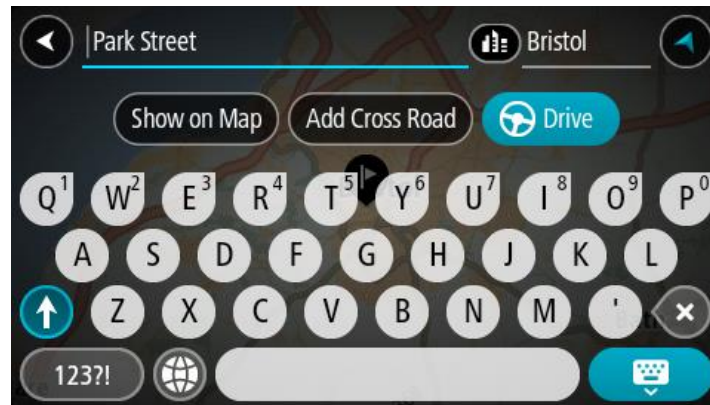 Park Street Bristol
Show on Map Add Cross Road Drive
Q1 W2 E3 R4 T5 Y6 U7 I8 O9 P0
A S D F G H J K L
Z X C V B N M '
123?!